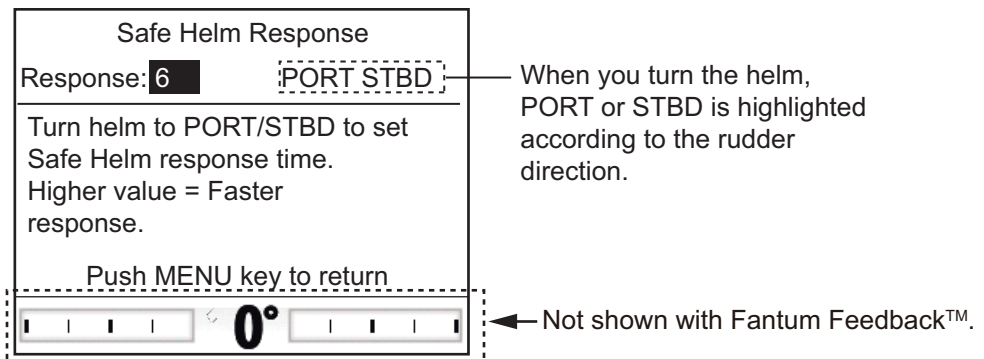 Safe Helm Response
Response: 6 PORT STBD
Turn helm to PORT/STBD to set
Safe Helm response time.
Higher value = Faster
response.
Push MENU key to return
0°
When you turn the helm,
PORT or STBD is highlighted
according to the rudder
direction.
Not shown with Fantum Feedback™.